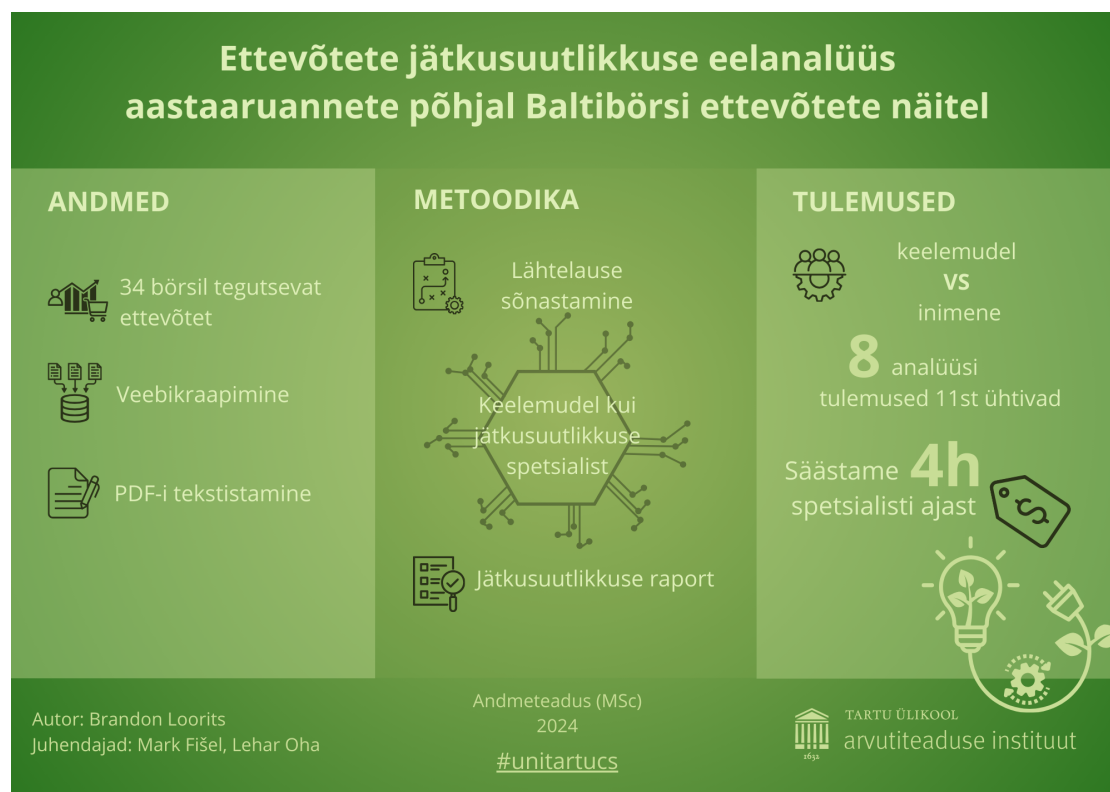 Ettevõtete jätkusuutlikkuse eelanalüüs
aastaaruannete põhjal Baltibörsi ettevõtete näitel
ANDMED
34 börsil tegutsevat
ettevõtet
Veebikraapimine
PDF-i tekstistamine
METOODIKA
Lähtelause
sõnastamine
Keelemudel kui
jätkusuutlikkuse
spetsialist
Jätkusuutlikkuse raport
TULEMUSED
keelemudel
VS
inimene
8 analüüsi
tulemused 11st ühtivad
Säästame 4h
spetsialisti ajast
$
Autor: Brandon Loorits
Juhendajad: Mark Fišel, Lehar Oha
Andmeteadus (MSc)
2024
#unitartucs
TARTU ÜLIKOOL
arvutiteaduse instituut
1632